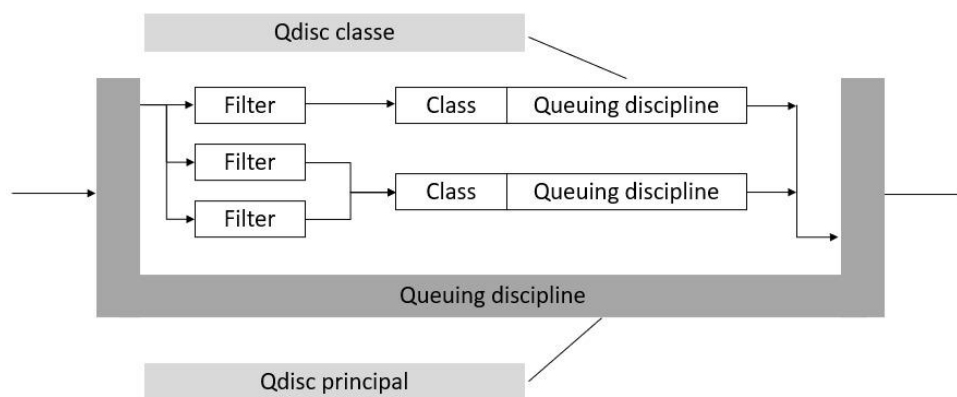 Qdisc classe
Filter
Class
Queuing discipline
Filter
Class
Queuing discipline
Filter
Queuing discipline
Qdisc principal